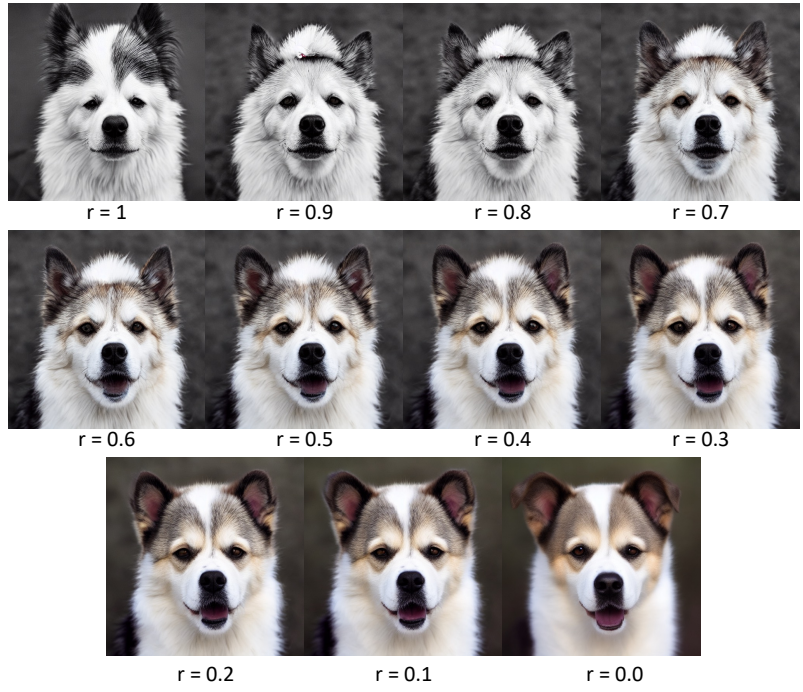 r = 1 r = 0.9 r = 0.8 r = 0.7
r = 0.6 r = 0.5 r = 0.4 r = 0.3
r = 0.2 r = 0.1 r = 0.0